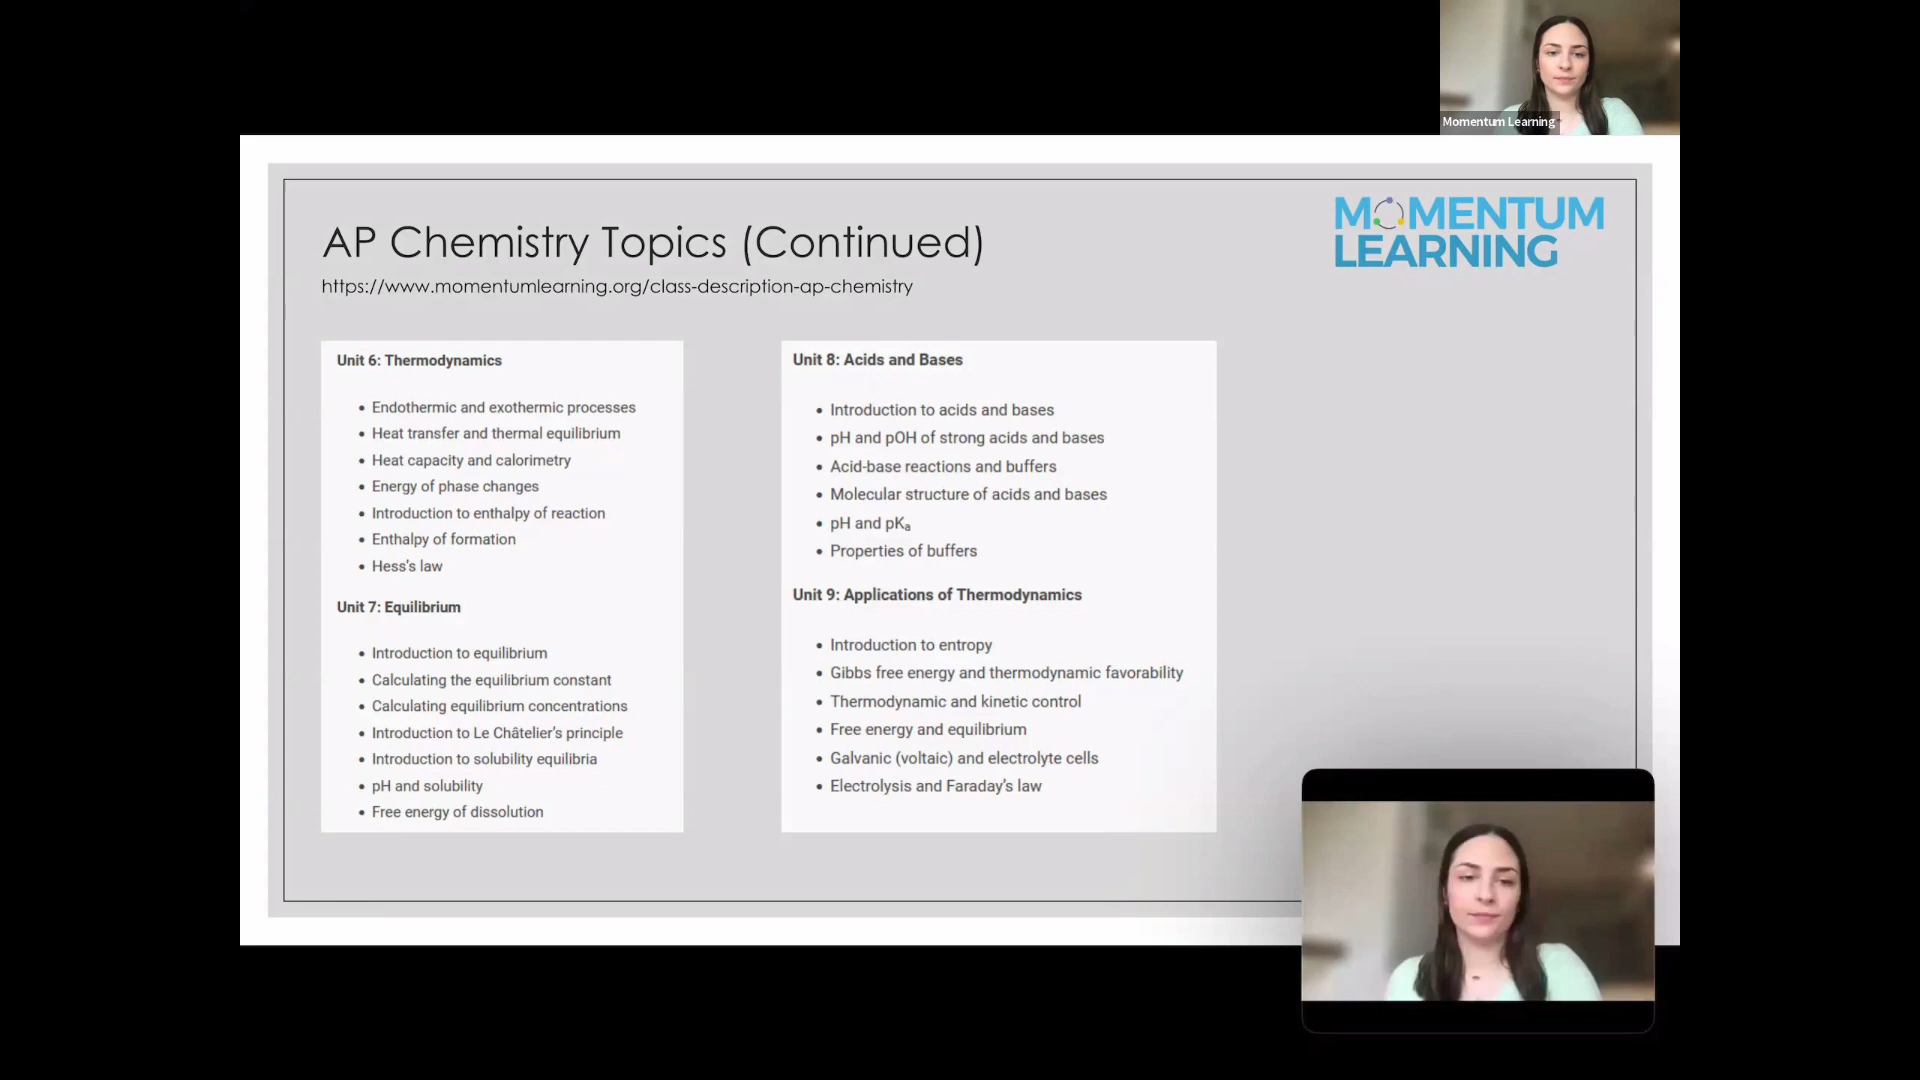 Momentum Learning
MOMENTUM
LEARNING
AP Chemistry Topics (Continued)
https://www.momentumlearning.org/class-description-ap-chemistry
Unit 6: Thermodynamics
• Endothermic and exothermic processes
• Heat transfer and thermal equilibrium
• Heat capacity and calorimetry
• Energy of phase changes
• Introduction to enthalpy of reaction
• Enthalpy of formation
• Hess's law
Unit 7: Equilibrium
• Introduction to equilibrium
• Calculating the equilibrium constant
• Calculating equilibrium concentrations
• Introduction to Le Châtelier's principle
• Introduction to solubility equilibria
• pH and solubility
• Free energy of dissolution
Unit 8: Acids and Bases
• Introduction to acids and bases
• pH and pOH of strong acids and bases
• Acid-base reactions and buffers
• Molecular structure of acids and bases
• pH and pKₐ
• Properties of buffers
Unit 9: Applications of Thermodynamics
• Introduction to entropy
• Gibbs free energy and thermodynamic favorability
• Thermodynamic and kinetic control
• Free energy and equilibrium
• Galvanic (voltaic) and electrolyte cells
• Electrolysis and Faraday's law